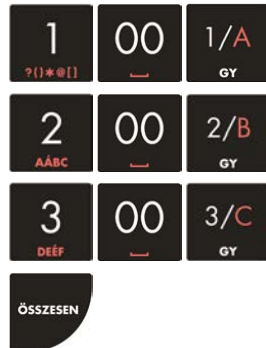 1 00 1/A
?()*@[] GY
2 00 2/B
AÁBC GY
3 00 3/C
DEÉF GY
ÖSSZESEN